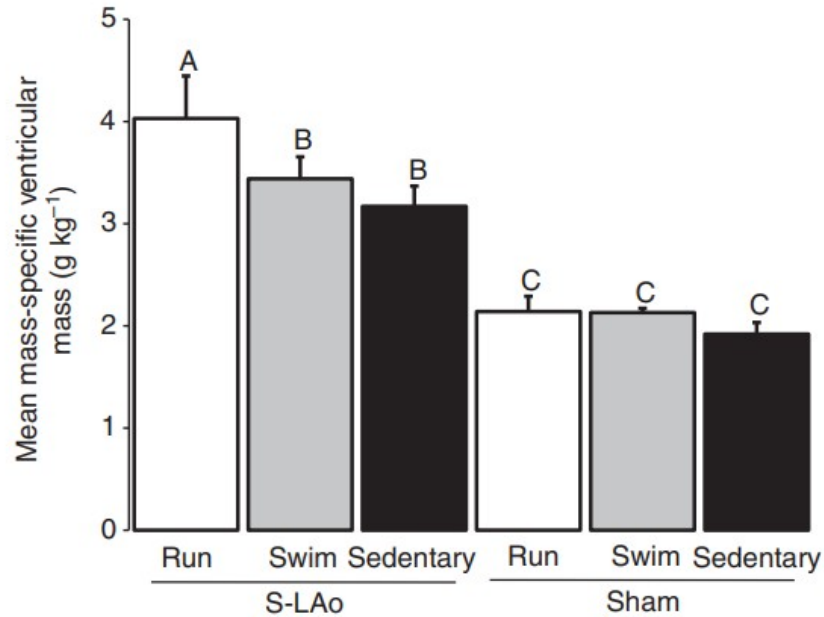 Mean mass-specific ventricular
mass (g kg⁻¹)
5
4
3
2
1
0
A
B
B
C
C
C
Run Swim Sedentary Run Swim Sedentary
S-LAo Sham